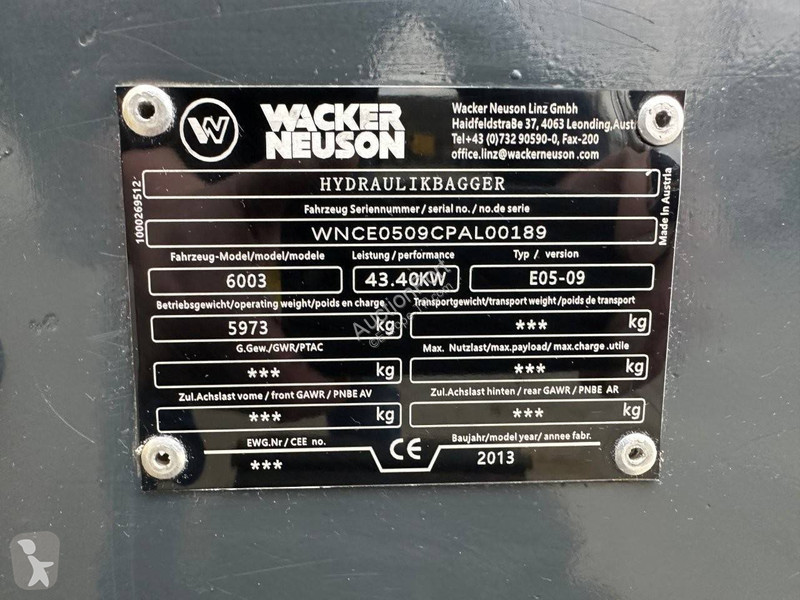 W
WACKER
NEUSON
Wacker Neuson Linz Gmbh
Haidfeldstraße 37, 4063 Leonding,Aust
Tel+43 (0)732 90590-0, Fax-200
office.linz@wackerneuson.com
HYDRAULIKBAGGER
Fahrzeug Seriennummer / serial no. / no.de serie
WNCE0509CPAL00189
Fahrzeug-Model/model/modele Leistung / performance Typ / version
6003 43.40KW E05-09
Betriebsgewicht/operating weight/poids en charge Transportgewicht/transport weight /poids de transport
5973 kg *** kg
G.Gew./GWR/PTAC Max. Nutzlast/max.payload/ max.charge .utile
*** kg *** kg
Zul.Achslast vome / front GAWR / PNBE AV Zul.Achslast hinten / rear GAWR / PNBE AR
*** kg *** kg
EWG.Nr / CEE no. CE Baujahr/model year/ annee fabr.
*** 2013
1000269512
Made In Austria